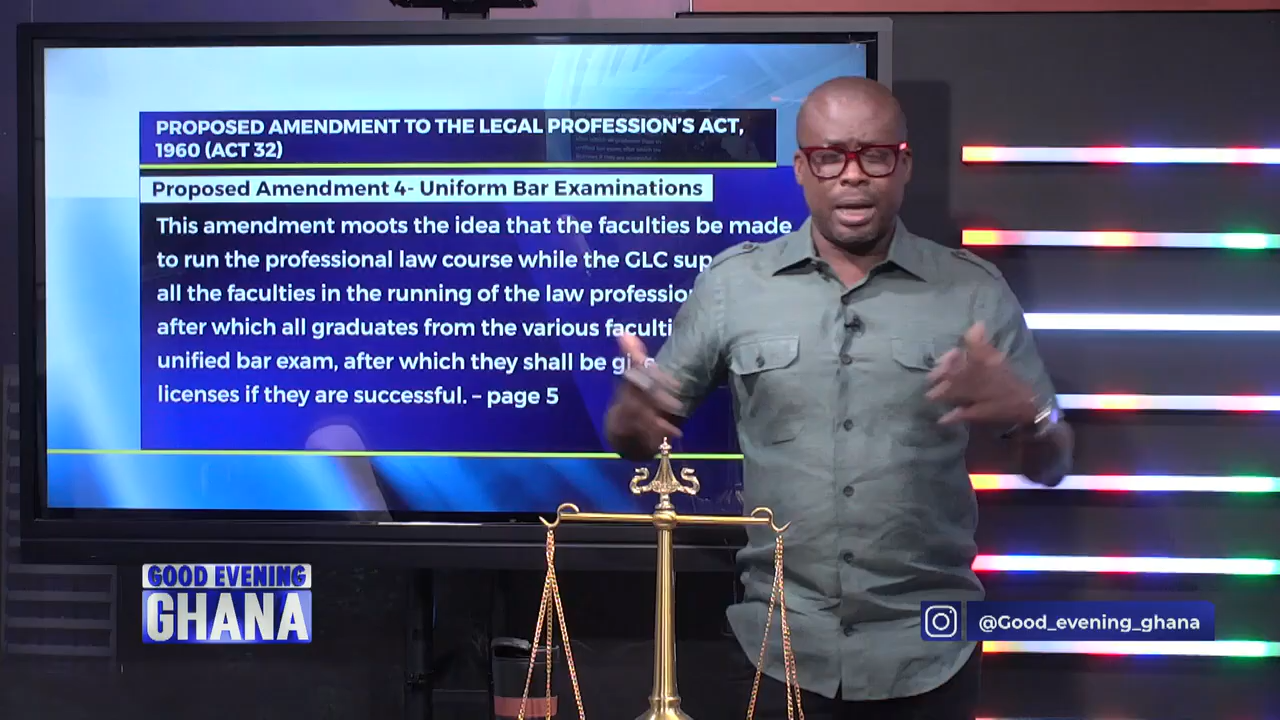 PROPOSED AMENDMENT TO THE LEGAL PROFESSION'S ACT,
1960 (ACT 32)
Proposed Amendment 4- Uniform Bar Examinations
This amendment moots the idea that the faculties be made
to run the professional law course while the GLC
all the faculties in the running of the law
after which all graduates from the various
unified bar exam, after which they shall be
licenses if they are successful. – page 5
GOOD EVENING
GHANA
@Good_evening_ghana